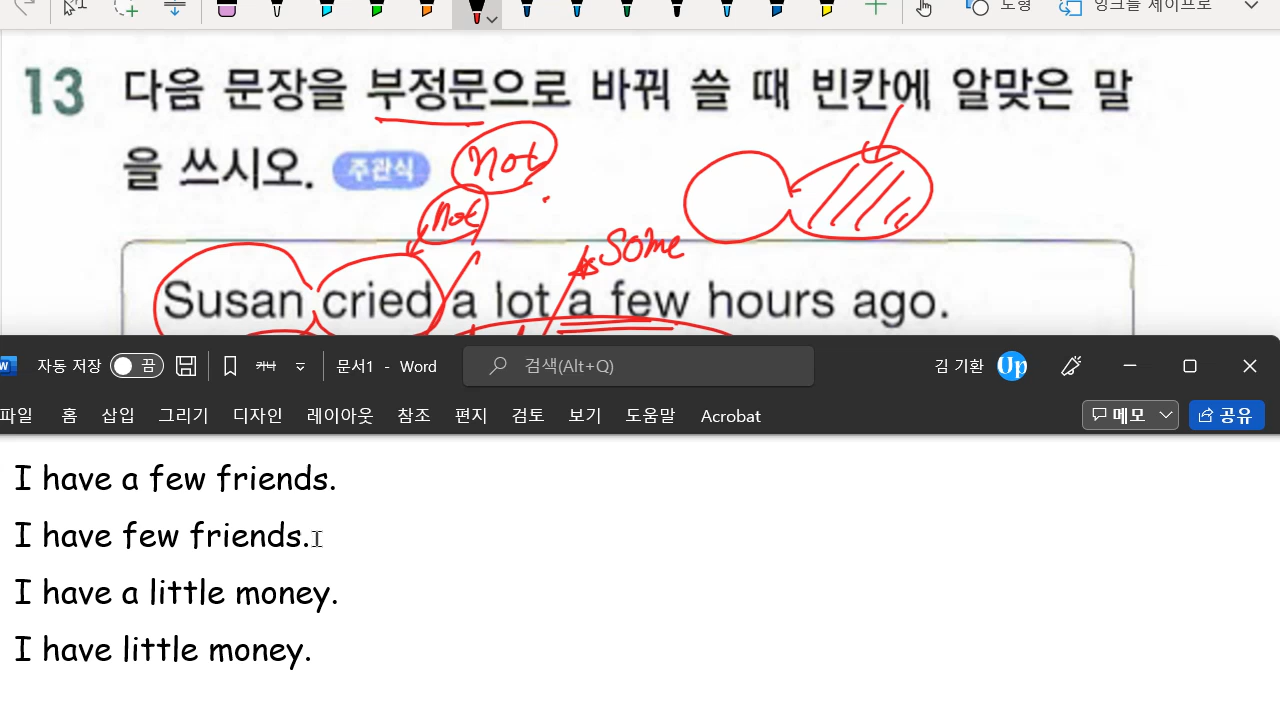 도형
잉크를 셰이프로
13 다음 문장을 부정문으로 바꿔 쓸 때 빈칸에 알맞은 말
을 쓰시오. 주관식
not
not
some
Susan cried a lot a few hours ago.
자동 저장 끔 가나 문서1 - Word 검색(Alt+Q) 김 기환 Up
파일 홈 삽입 그리기 디자인 레이아웃 참조 편지 검토 보기 도움말 Acrobat 메모 공유
I have a few friends.
I have few friends.
I have a little money.
I have little money.